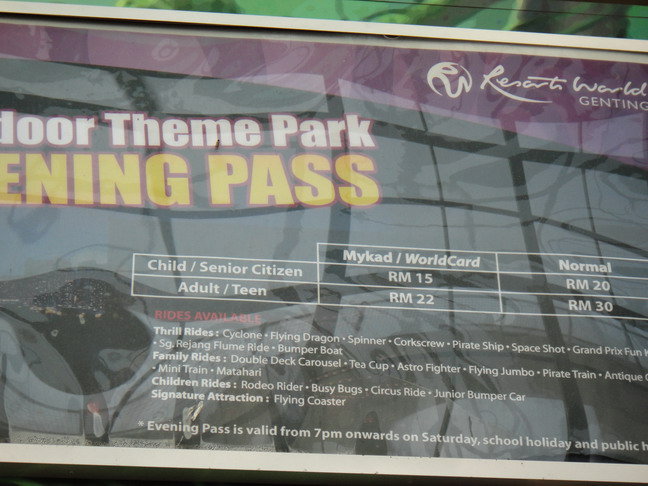 Resorts World
GENTING
door Theme Park
ENING PASS
Mykad / WorldCard Normal
Child / Senior Citizen RM 15 RM 20
Adult / Teen RM 22 RM 30
RIDES AVAILABLE
Thrill Rides : Cyclone • Flying Dragon • Spinner • Corkscrew • Pirate Ship • Space Shot • Grand Prix Fun K
• Sg. Rejang Flume Ride • Bumper Boat
Family Rides : Double Deck Carousel • Tea Cup • Astro Fighter • Flying Jumbo • Pirate Train • Antique
• Mini Train • Matahari
Children Rides : Rodeo Rider • Busy Bugs • Circus Ride • Junior Bumper Car
Signature Attraction : Flying Coaster
* Evening Pass is valid from 7pm onwards on Saturday, school holiday and public h